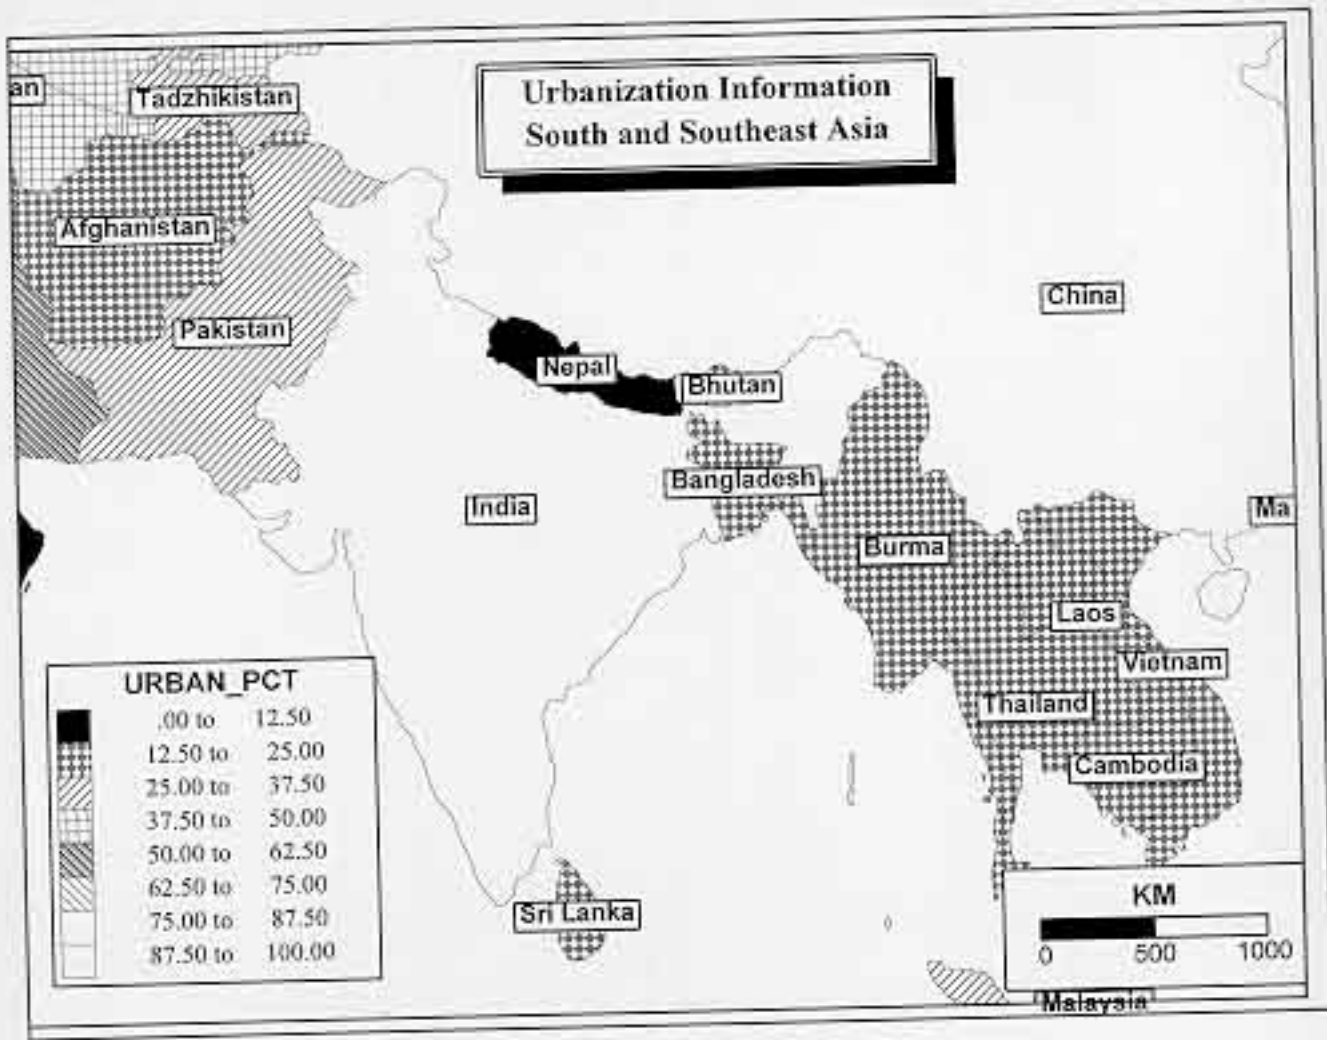 Urbanization Information
South and Southeast Asia
an
Tadzhikistan
Afghanistan
Pakistan
China
Nepal
Bhutan
Bangladesh
India
Ma
Burma
Laos
Vietnam
Thailand
Cambodia
Sri Lanka
Malaysia
URBAN_PCT
.00 to 12.50
12.50 to 25.00
25.00 to 37.50
37.50 to 50.00
50.00 to 62.50
62.50 to 75.00
75.00 to 87.50
87.50 to 100.00
KM
0 500 1000